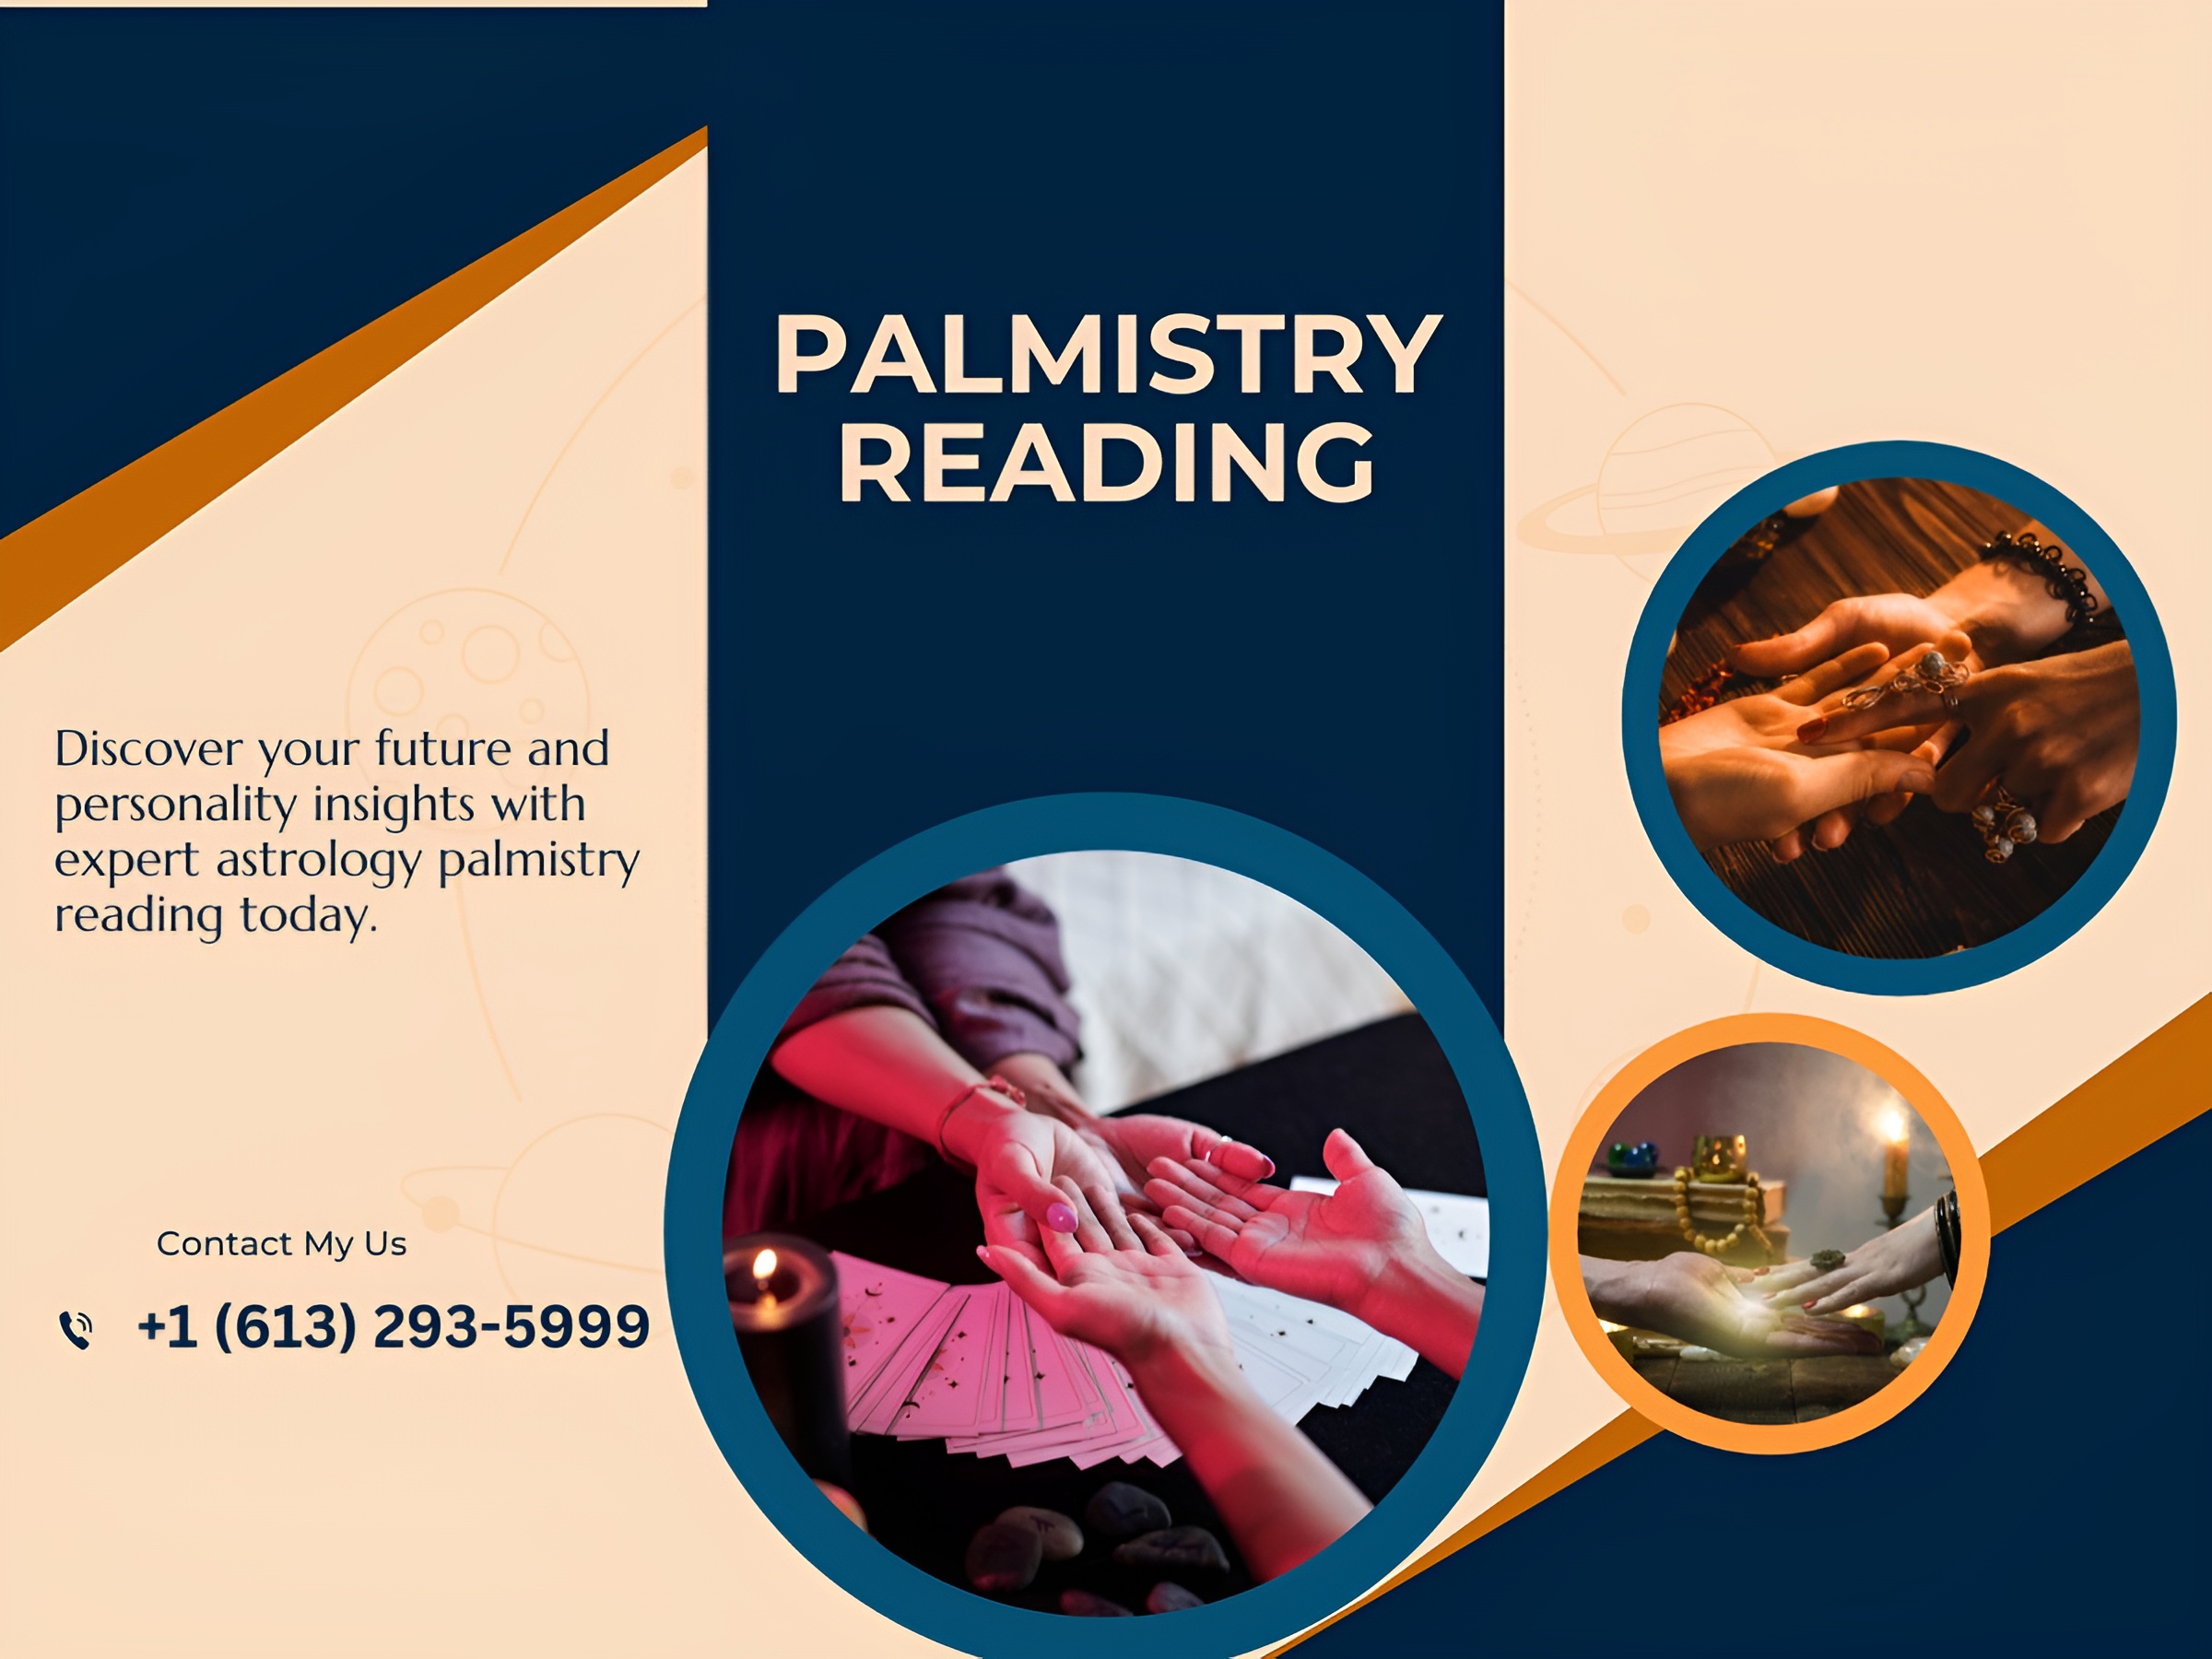 PALMISTRY
READING
Discover your future and
personality insights with
expert astrology palmistry
reading today.
Contact My Us
+1 (613) 293-5999